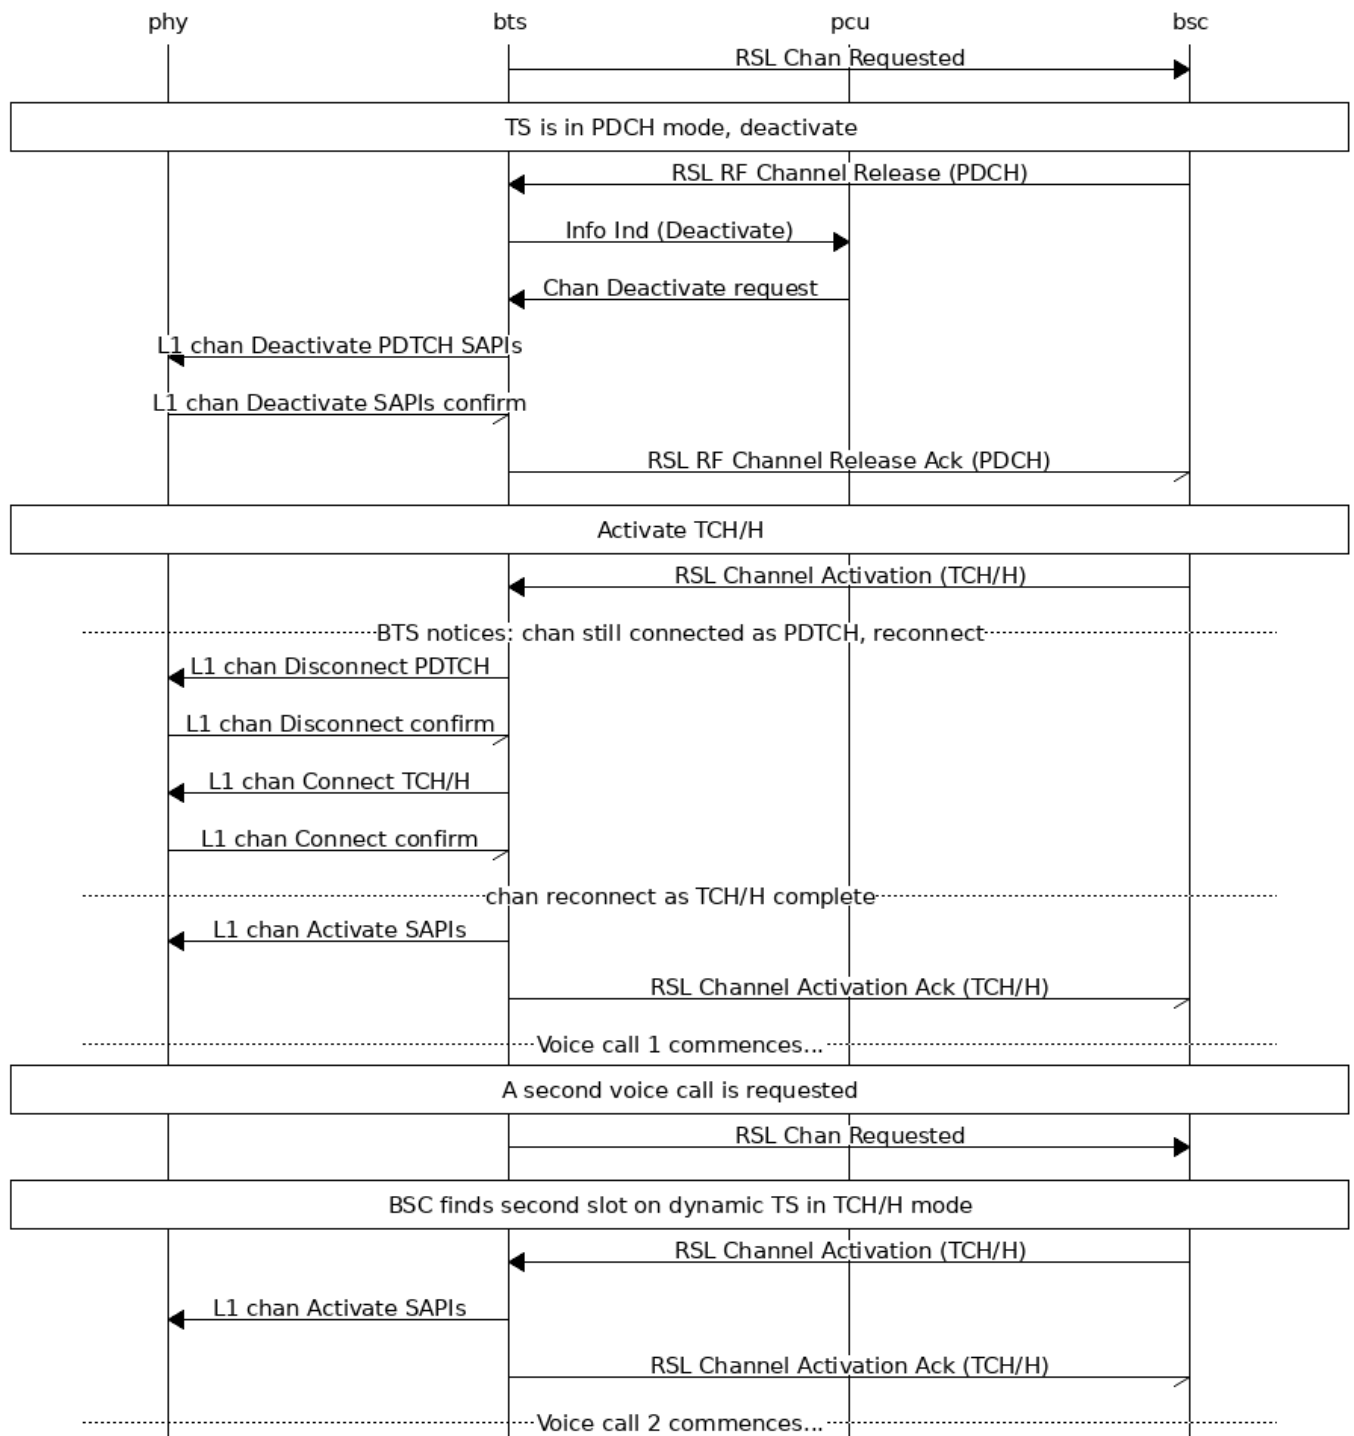 phy bts pcu bsc
RSL Chan Requested
TS is in PDCH mode, deactivate
RSL RF Channel Release (PDCH)
Info Ind (Deactivate)
Chan Deactivate request
L1 chan Deactivate PDTCH SAPIs
L1 chan Deactivate SAPIs confirm
RSL RF Channel Release Ack (PDCH)
Activate TCH/H
RSL Channel Activation (TCH/H)
BTS notices: chan still connected as PDTCH, reconnect
L1 chan Disconnect PDTCH
L1 chan Disconnect confirm
L1 chan Connect TCH/H
L1 chan Connect confirm
chan reconnect as TCH/H complete
L1 chan Activate SAPIs
RSL Channel Activation Ack (TCH/H)
Voice call 1 commences...
A second voice call is requested
RSL Chan Requested
BSC finds second slot on dynamic TS in TCH/H mode
RSL Channel Activation (TCH/H)
L1 chan Activate SAPIs
RSL Channel Activation Ack (TCH/H)
Voice call 2 commences...